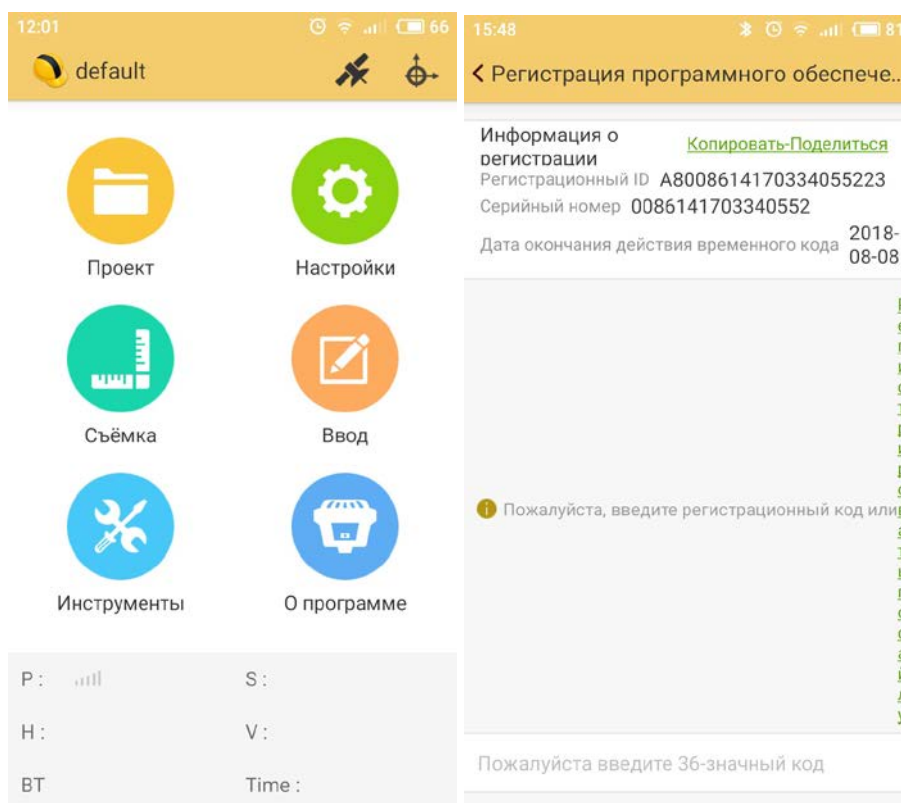 12:01
66
default
Проект
Настройки
Съёмка
Ввод
Инструменты
О программе
P :
S :
H :
V :
BT
Time :
15:48
81
Регистрация программного обеспече..
Информация о
регистрации
Копировать-Поделиться
Регистрационный ID A8008614170334055223
Серийный номер 0086141703340552
Дата окончания действия временного кода 2018-
08-08
Пожалуйста, введите регистрационный код или
Пожалуйста введите 36-значный код